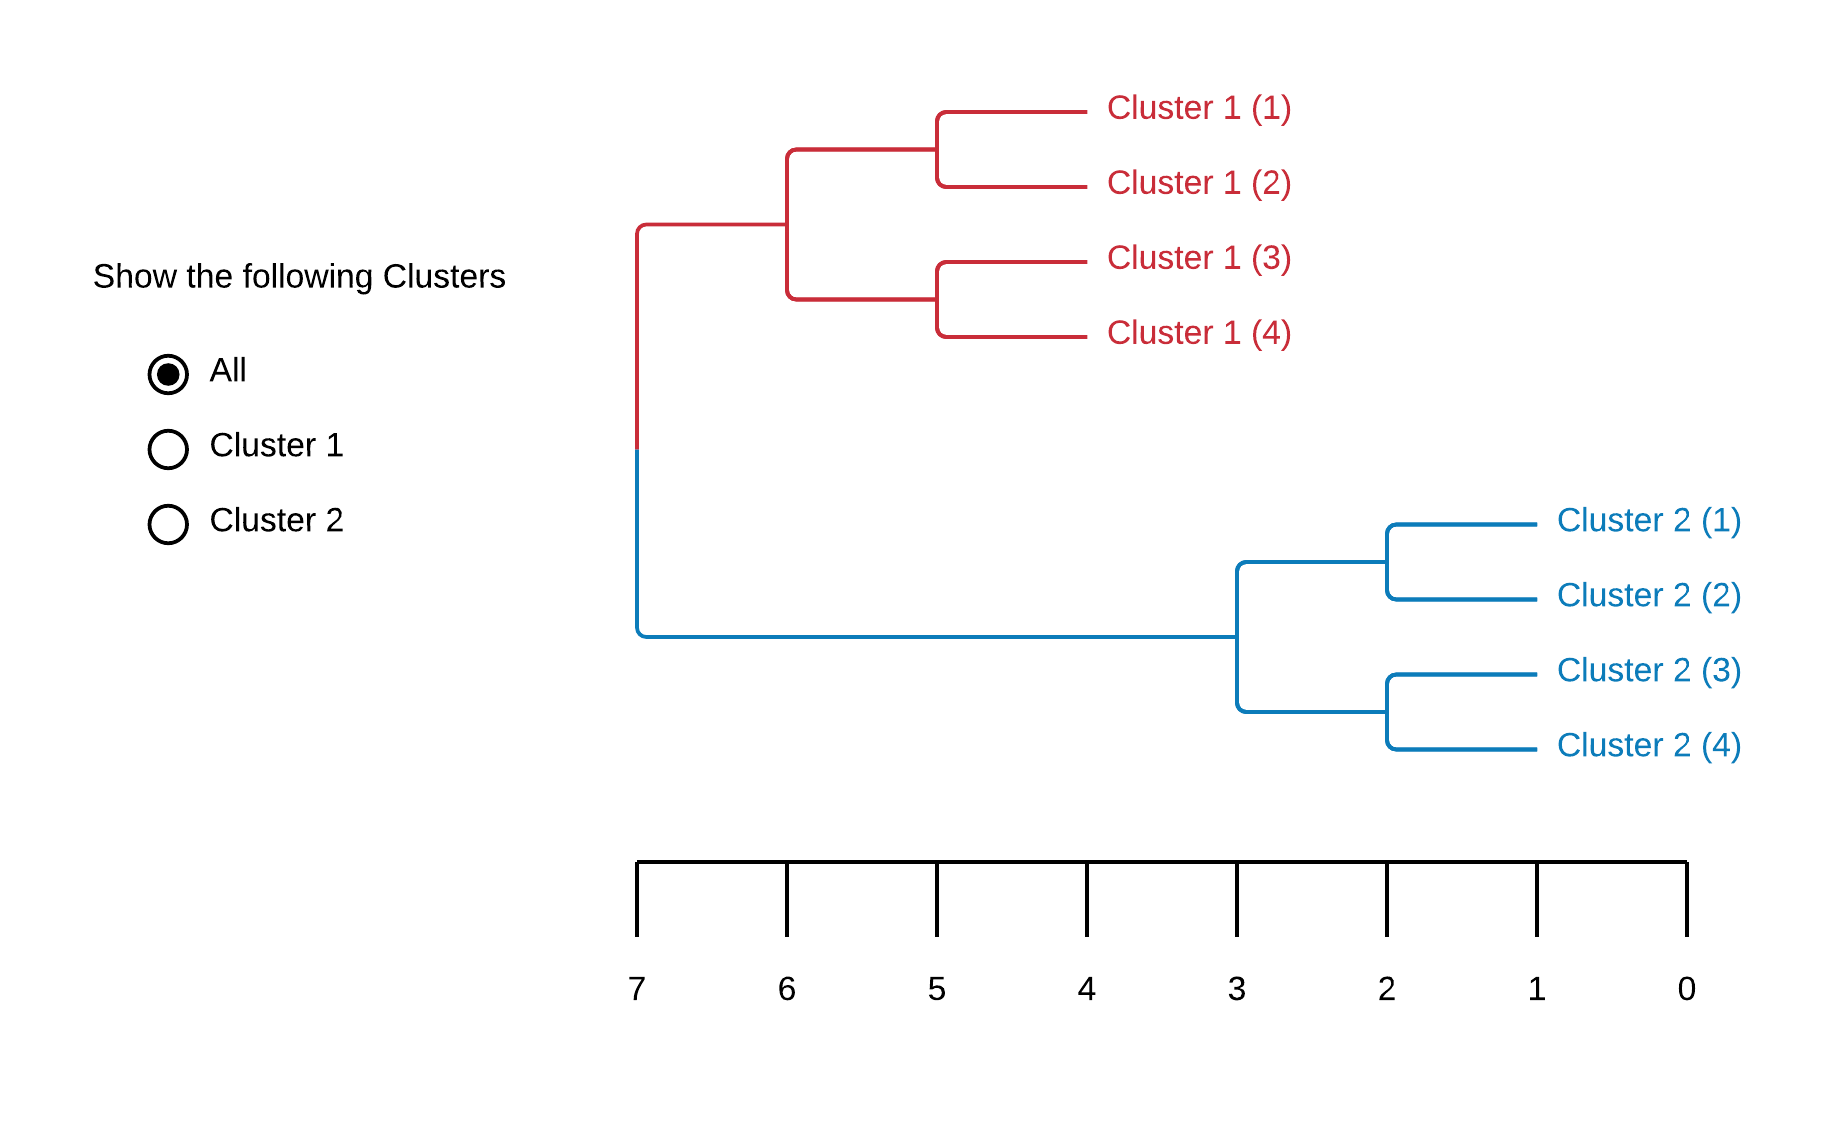 Show the following Clusters
All
Cluster 1
Cluster 2
Cluster 1 (1)
Cluster 1 (2)
Cluster 1 (3)
Cluster 1 (4)
Cluster 2 (1)
Cluster 2 (2)
Cluster 2 (3)
Cluster 2 (4)
7 6 5 4 3 2 1 0